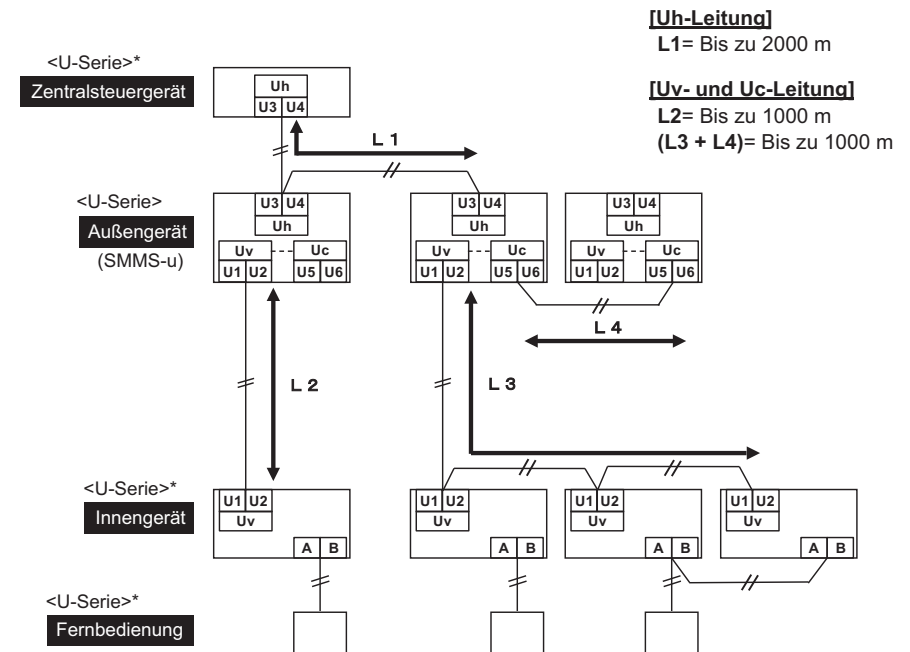 [Uh-Leitung]
L1= Bis zu 2000 m
[Uv- und Uc-Leitung]
L2= Bis zu 1000 m
(L3 + L4)= Bis zu 1000 m
<U-Serie>*
Zentralsteuergerät
Uh
U3 U4
L 1
<U-Serie>
Außengerät
(SMMS-u)
U3 U4
Uh
Uv Uc
U1 U2 U5 U6
U3 U4
Uh
Uv Uc
U1 U2 U5 U6
U3 U4
Uh
Uv Uc
U1 U2 U5 U6
L 4
L 2
L 3
<U-Serie>*
Innengerät
U1 U2
Uv
A B
U1 U2
Uv
A B
U1 U2
Uv
A B
U1 U2
Uv
A B
<U-Serie>*
Fernbedienung